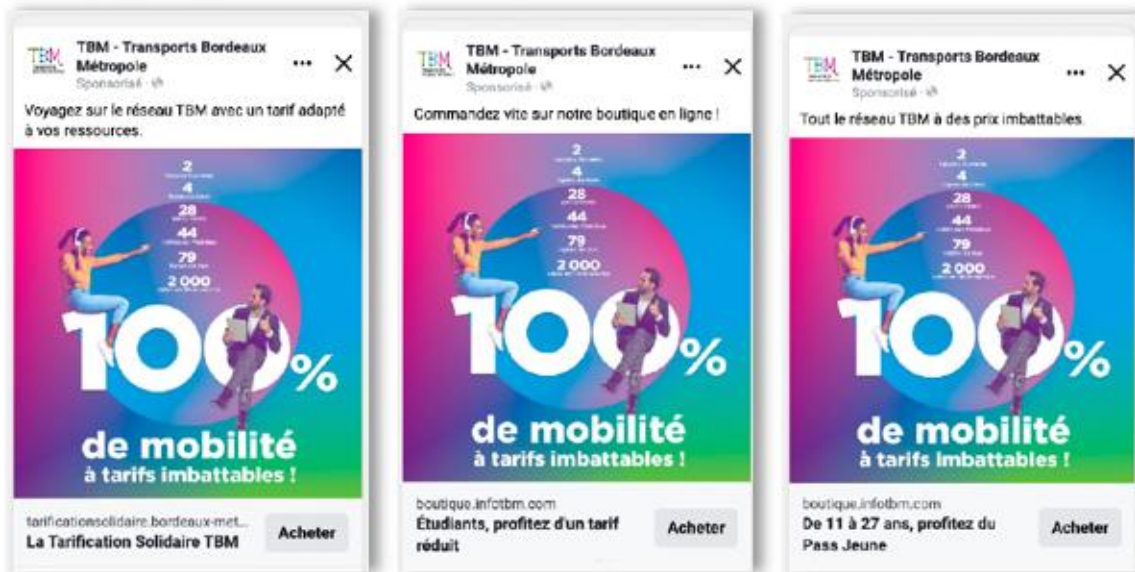 TBM - Transports Bordeaux
Métropole
Sponsorisé
Voyagez sur le réseau TBM avec un tarif adapté
à vos ressources.
2
4
28
44
79
2 000
100%
de mobilité
à tarifs imbattables !
tarificationsolidaire.bordeaux-met...
La Tarification Solidaire TBM
Acheter
TBM - Transports Bordeaux
Métropole
Sponsorisé
Commandez vite sur notre boutique en ligne !
2
4
28
44
79
2 000
100%
de mobilité
à tarifs imbattables !
boutique.infotbm.com
Étudiants, profitez d'un tarif
réduit
Acheter
TBM - Transports Bordeaux
Métropole
Sponsorisé
Tout le réseau TBM à des prix imbattables.
2
4
28
44
79
2 000
100%
de mobilité
à tarifs imbattables !
boutique.infotbm.com
De 11 à 27 ans, profitez du
Pass Jeune
Acheter